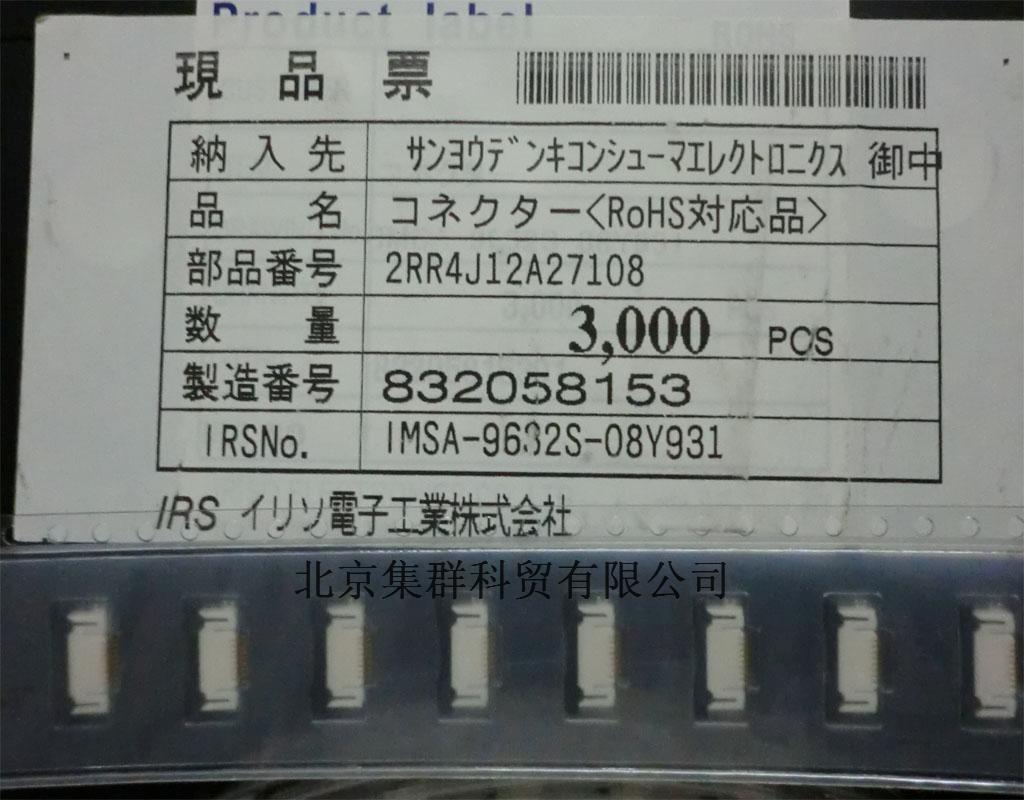 Product label
現 品 票
納 入 先 サンヨウデンキコンシューマエレクトロニクス 御中
品 名 コネクター<RoHS対応品>
部品番号 2RR4J12A27108
数 量 3,000 PCS
製造番号 832058153
IRSNo. IMSA-9632S-08Y931
IRS イリソ電子工業株式会社
北京集群科贸有限公司